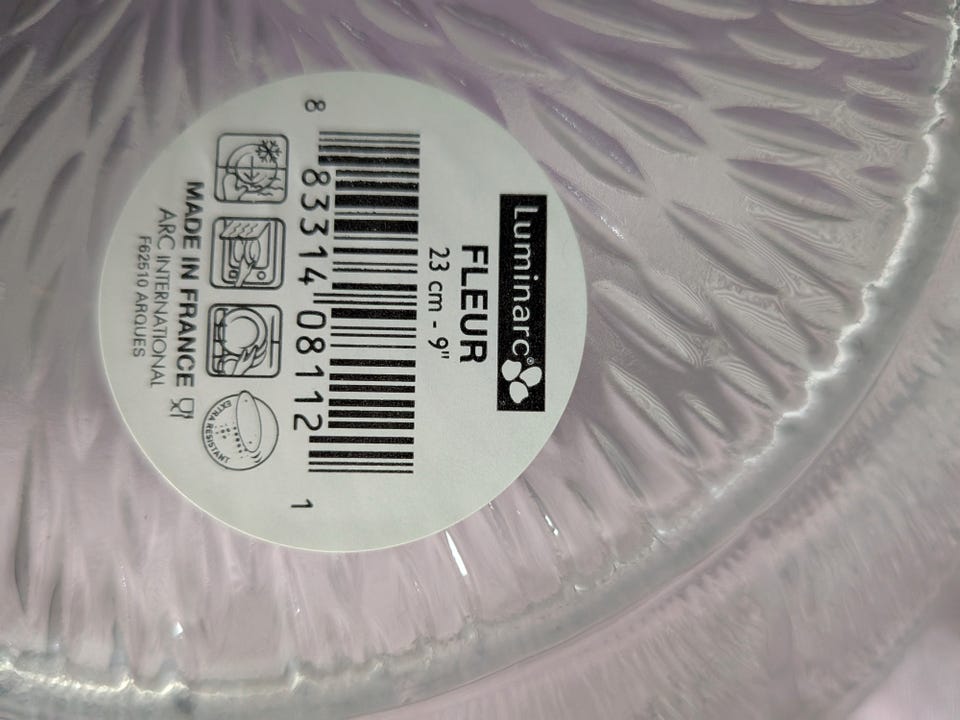 Luminarc®
FLEUR
23 cm - 9"
8 83314 08112 1
EXTRA RESISTANT
MADE IN FRANCE
ARC INTERNATIONAL
F62510 ARQUES